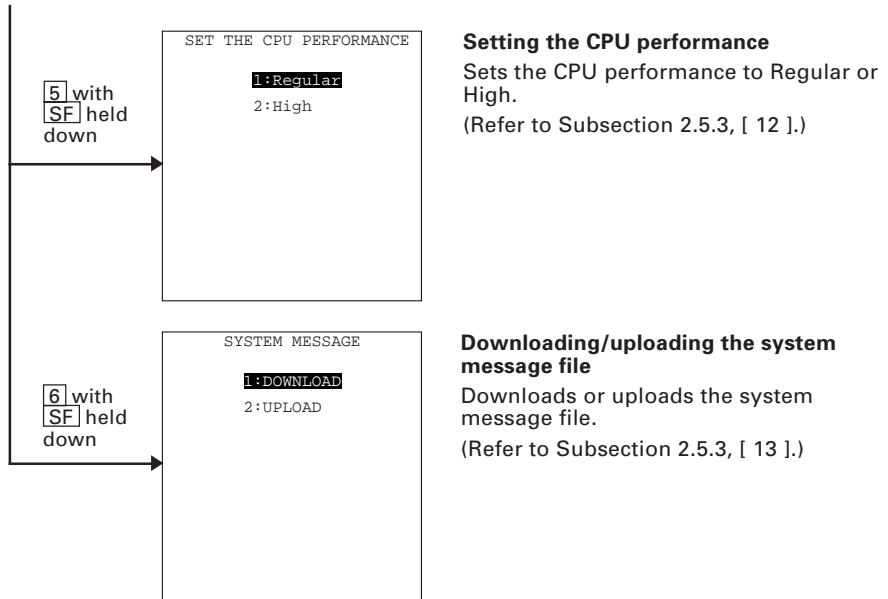 5 with
SF held
down
SET THE CPU PERFORMANCE
1:Regular
2:High
Setting the CPU performance
Sets the CPU performance to Regular or
High.
(Refer to Subsection 2.5.3, [ 12 ].)
6 with
SF held
down
SYSTEM MESSAGE
1:DOWNLOAD
2:UPLOAD
Downloading/uploading the system
message file
Downloads or uploads the system
message file.
(Refer to Subsection 2.5.3, [ 13 ].)